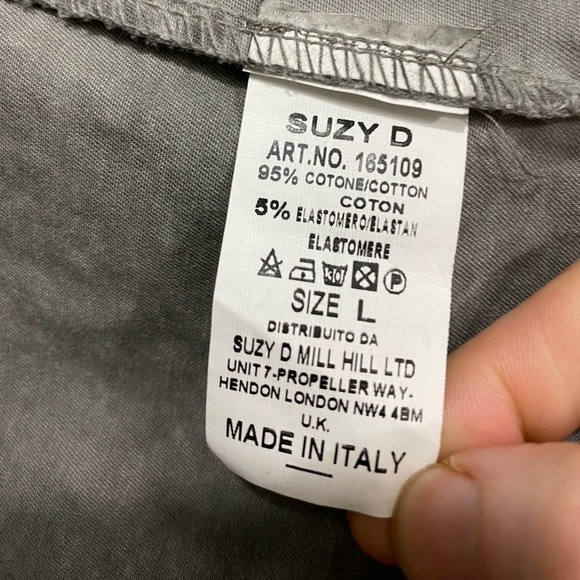 SUZY D
ART.NO. 165109
95% COTONE/COTTON
COTON
5% ELASTOMERO/ELASTAN
ELASTOMERE
30 P
SIZE L
DISTRIBUITO DA
SUZY D MILL HILL LTD
UNIT 7-PROPELLER WAY-
HENDON LONDON NW4 4BM
U.K.
MADE IN ITALY